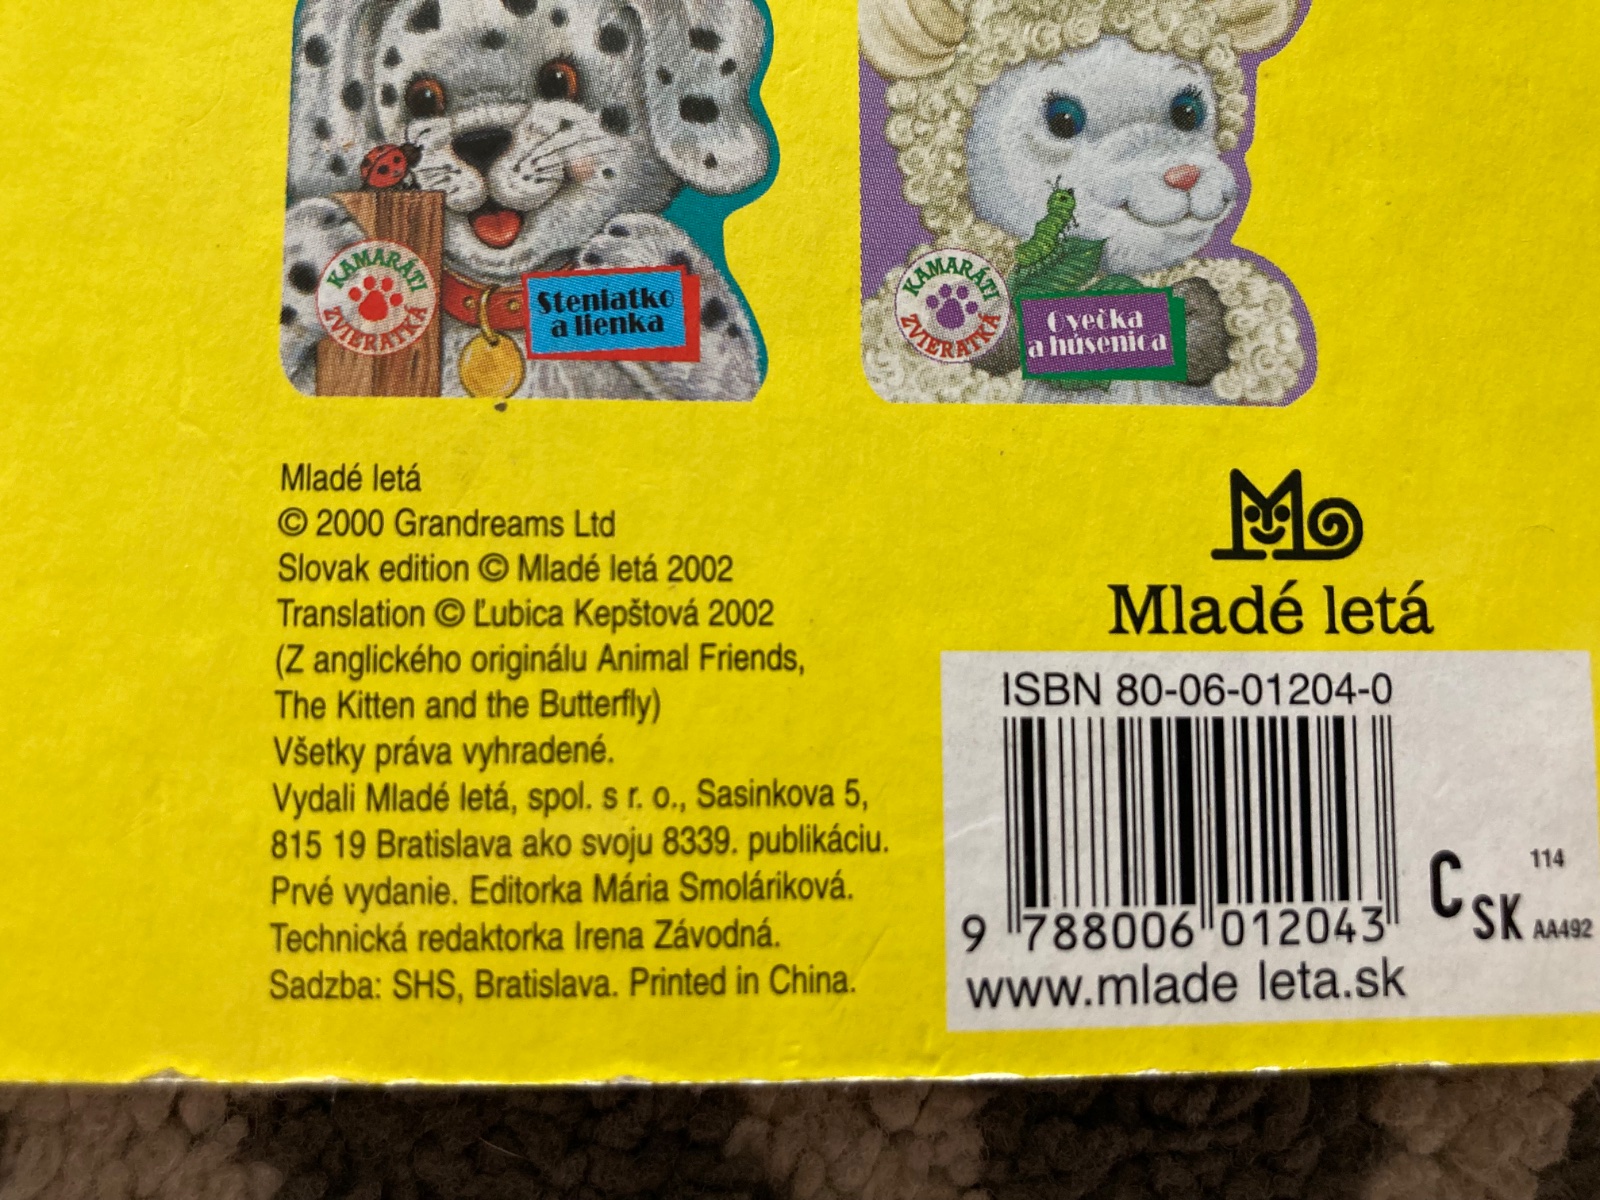 KAMARÁTI
ZVIERATKÁ
Šteniatko
a lienka
KAMARÁTI
ZVIERATKÁ
Ovečka
a húsenica
Mladé letá
© 2000 Grandreams Ltd
Slovak edition © Mladé letá 2002
Translation © Ľubica Kepštová 2002
(Z anglického originálu Animal Friends,
The Kitten and the Butterfly)
Všetky práva vyhradené.
Vydali Mladé letá, spol. s r. o., Sasinkova 5,
815 19 Bratislava ako svoju 8339. publikáciu.
Prvé vydanie. Editorka Mária Smoláriková.
Technická redaktorka Irena Závodná.
Sadzba: SHS, Bratislava. Printed in China.
Mladé letá
ISBN 80-06-01204-0
9 788006 012043
www.mlade leta.sk
C SK 114
AA492